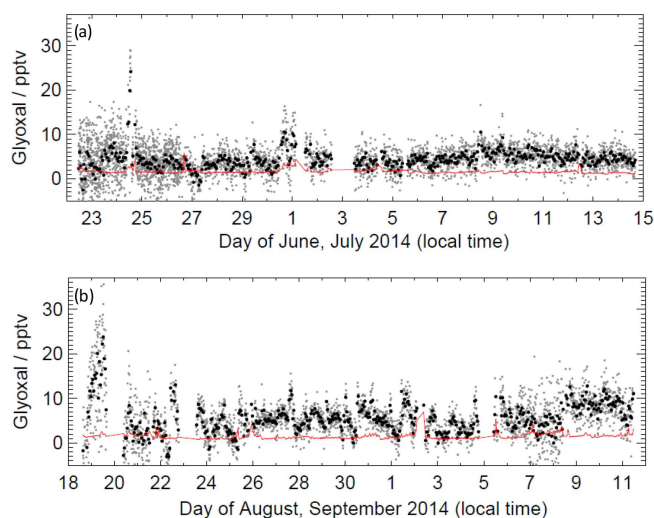 (a)
30
20
10
0
Glyoxal / pptv
23 25 27 29 1 3 5 7 9 11 13 15
Day of June, July 2014 (local time)
(b)
30
20
10
0
Glyoxal / pptv
18 20 22 24 26 28 30 1 3 5 7 9 11
Day of August, September 2014 (local time)